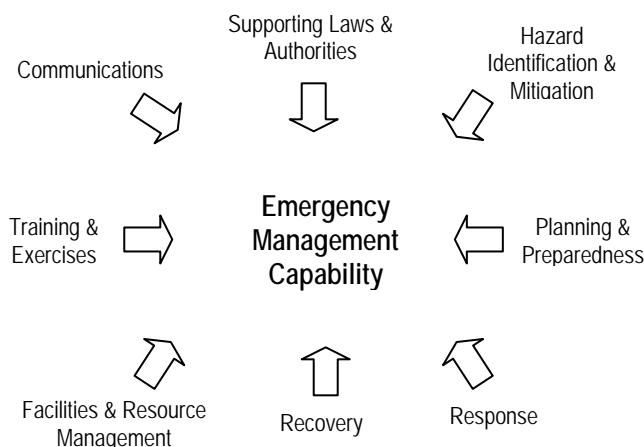 Supporting Laws &
Authorities
Hazard
Identification &
Mitigation
Communications
Training &
Exercises
Emergency
Management
Capability
Planning &
Preparedness
Facilities & Resource
Management
Recovery
Response